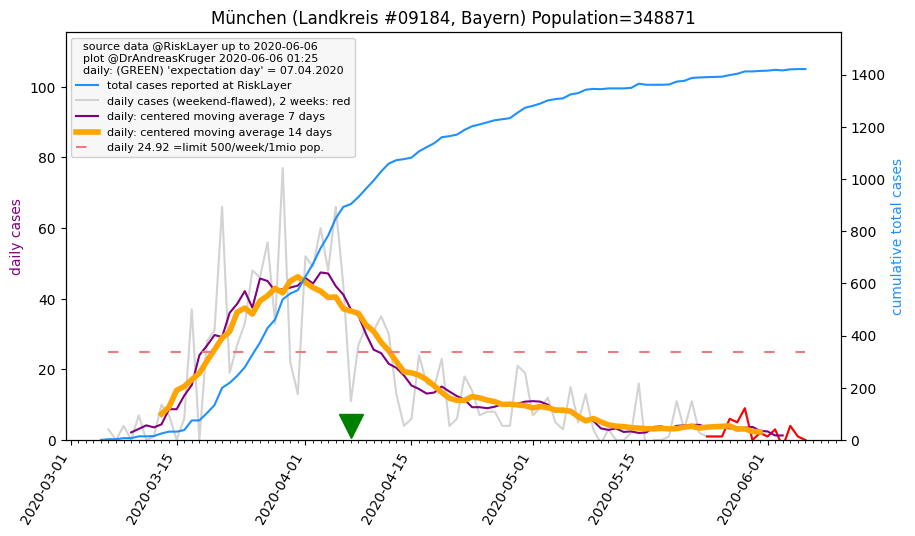 München (Landkreis #09184, Bayern) Population=348871
source data @RiskLayer up to 2020-06-06
plot @DrAndreasKruger 2020-06-06 01:25
daily: (GREEN) 'expectation day' = 07.04.2020
total cases reported at RiskLayer
daily cases (weekend-flawed), 2 weeks: red
daily: centered moving average 7 days
daily: centered moving average 14 days
daily 24.92 =limit 500/week/1mio pop.
daily cases
100
80
60
40
20
0
cumulative total cases
1400
1200
1000
800
600
400
200
0
2020-03-01
2020-03-15
2020-04-01
2020-04-15
2020-05-01
2020-05-15
2020-06-01